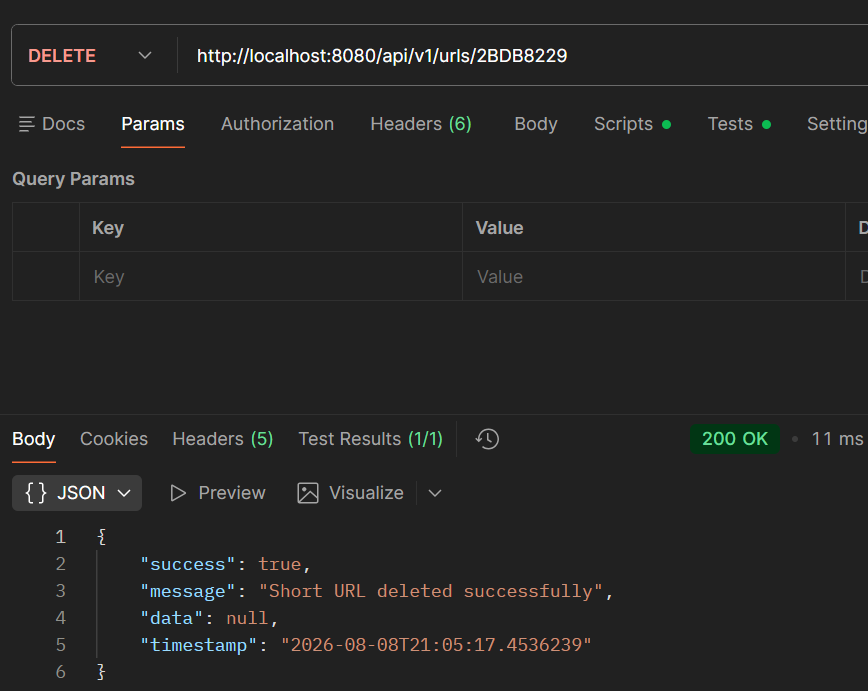 DELETE http://localhost:8080/api/v1/urls/2BDB8229
Docs Params Authorization Headers (6) Body Scripts Tests Setting
Query Params
Key Value D
Key Value D
Body Cookies Headers (5) Test Results (1/1) 200 OK • 11 ms
{} JSON Preview Visualize
1 {
2 "success": true,
3 "message": "Short URL deleted successfully",
4 "data": null,
5 "timestamp": "2026-08-08T21:05:17.4536239"
6 }